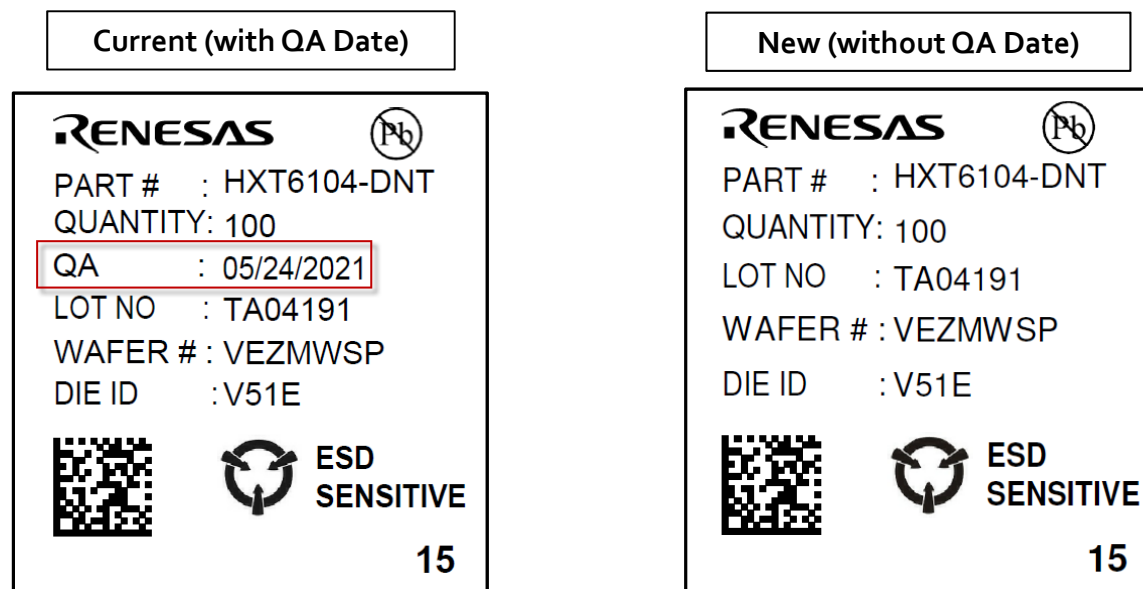 Current (with QA Date)
RENESAS Pb
PART # : HXT6104-DNT
QUANTITY: 100
QA : 05/24/2021
LOT NO : TA04191
WAFER # : VEZMWSP
DIE ID : V51E
ESD
SENSITIVE
15
New (without QA Date)
RENESAS Pb
PART # : HXT6104-DNT
QUANTITY: 100
LOT NO : TA04191
WAFER # : VEZMWSP
DIE ID : V51E
ESD
SENSITIVE
15